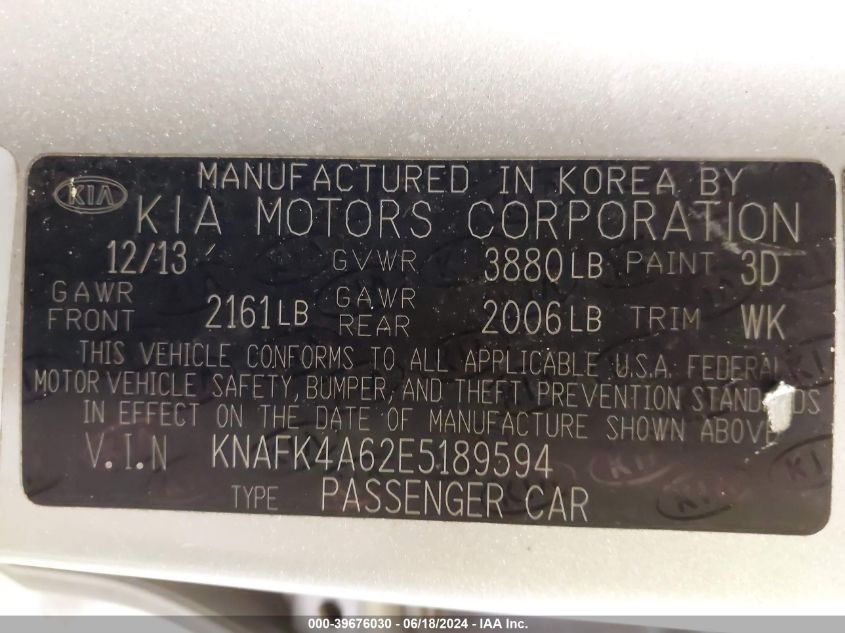 MANUFACTURED IN KOREA BY
KIA KIA MOTORS CORPORATION
12/13 GVWR 3880LB PAINT 3D
GAWR FRONT 2161LB GAWR REAR 2006LB TRIM WK
THIS VEHICLE CONFORMS TO ALL APPLICABLE U.S.A. FEDERAL
MOTOR VEHICLE SAFETY, BUMPER, AND THEFT PREVENTION STAND DS
IN EFFECT ON THE DATE OF MANUFACTURE SHOWN ABOVE
V.I.N KNAFK4A62E5189594
TYPE PASSENGER CAR
000-39676030 - 06/18/2024 - IAA Inc.